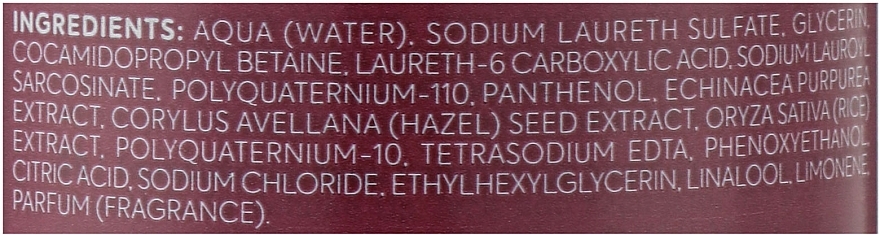 INGREDIENTS: AQUA (WATER), SODIUM LAURETH SULFATE, GLYCERIN,
COCAMIDOPROPYL BETAINE, LAURETH-6 CARBOXYLIC ACID, SODIUM LAUROYL
SARCOSINATE, POLYQUATERNIUM-110, PANTHENOL, ECHINACEA PURPUREA
EXTRACT, CORYLUS AVELLANA (HAZEL) SEED EXTRACT, ORYZA SATIVA (RICE)
EXTRACT, POLYQUATERNIUM-10, TETRASODIUM EDTA, PHENOXYETHANOL,
CITRIC ACID, SODIUM CHLORIDE, ETHYLHEXYLGLYCERIN, LINALOOL, LIMONENE,
PARFUM (FRAGRANCE).